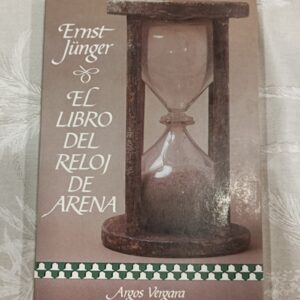 Ernst
Jünger
EL
LIBRO
DEL
RELOJ
DE
ARENA
Argos Vergara